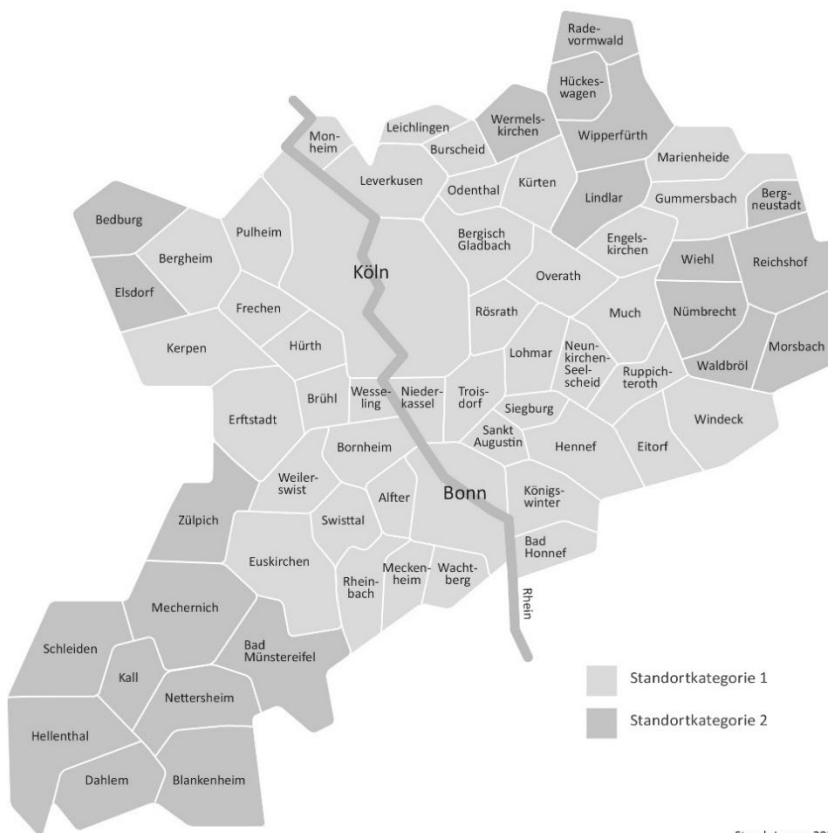 Rade-
vormwald
Hückes-
wagen
Wermels-
kirchen
Wipperfürth
Leichlingen
Mon-
heim
Burscheid
Marienheide
Leverkusen
Odenthal
Kürten
Lindlar
Gummersbach
Berg-
neustadt
Bedburg
Pulheim
Bergisch
Gladbach
Engels-
kirchen
Bergheim
Wiehl
Reichshof
Köln
Overath
Elsdorf
Frechen
Rösrath
Much
Nümbrecht
Kerpen
Hürth
Lohmar
Neun-
kirchen-
Seel-
scheid
Ruppich-
teroth
Waldbröl
Morsbach
Brühl
Wesse-
ling
Nieder-
kassel
Trois-
dorf
Siegburg
Erftstadt
Windeck
Sankt
Augustin
Bornheim
Hennef
Eitorf
Weiler-
swist
Alfter
Bonn
Königs-
winter
Zülpich
Swisttal
Bad
Honnef
Euskirchen
Rhein-
bach
Mecken-
heim
Wacht-
berg
Rhein
Mechernich
Schleiden
Bad
Münstereifel
Kall
Nettersheim
Hellenthal
Dahlem
Blankenheim
Standortkategorie 1
Standortkategorie 2